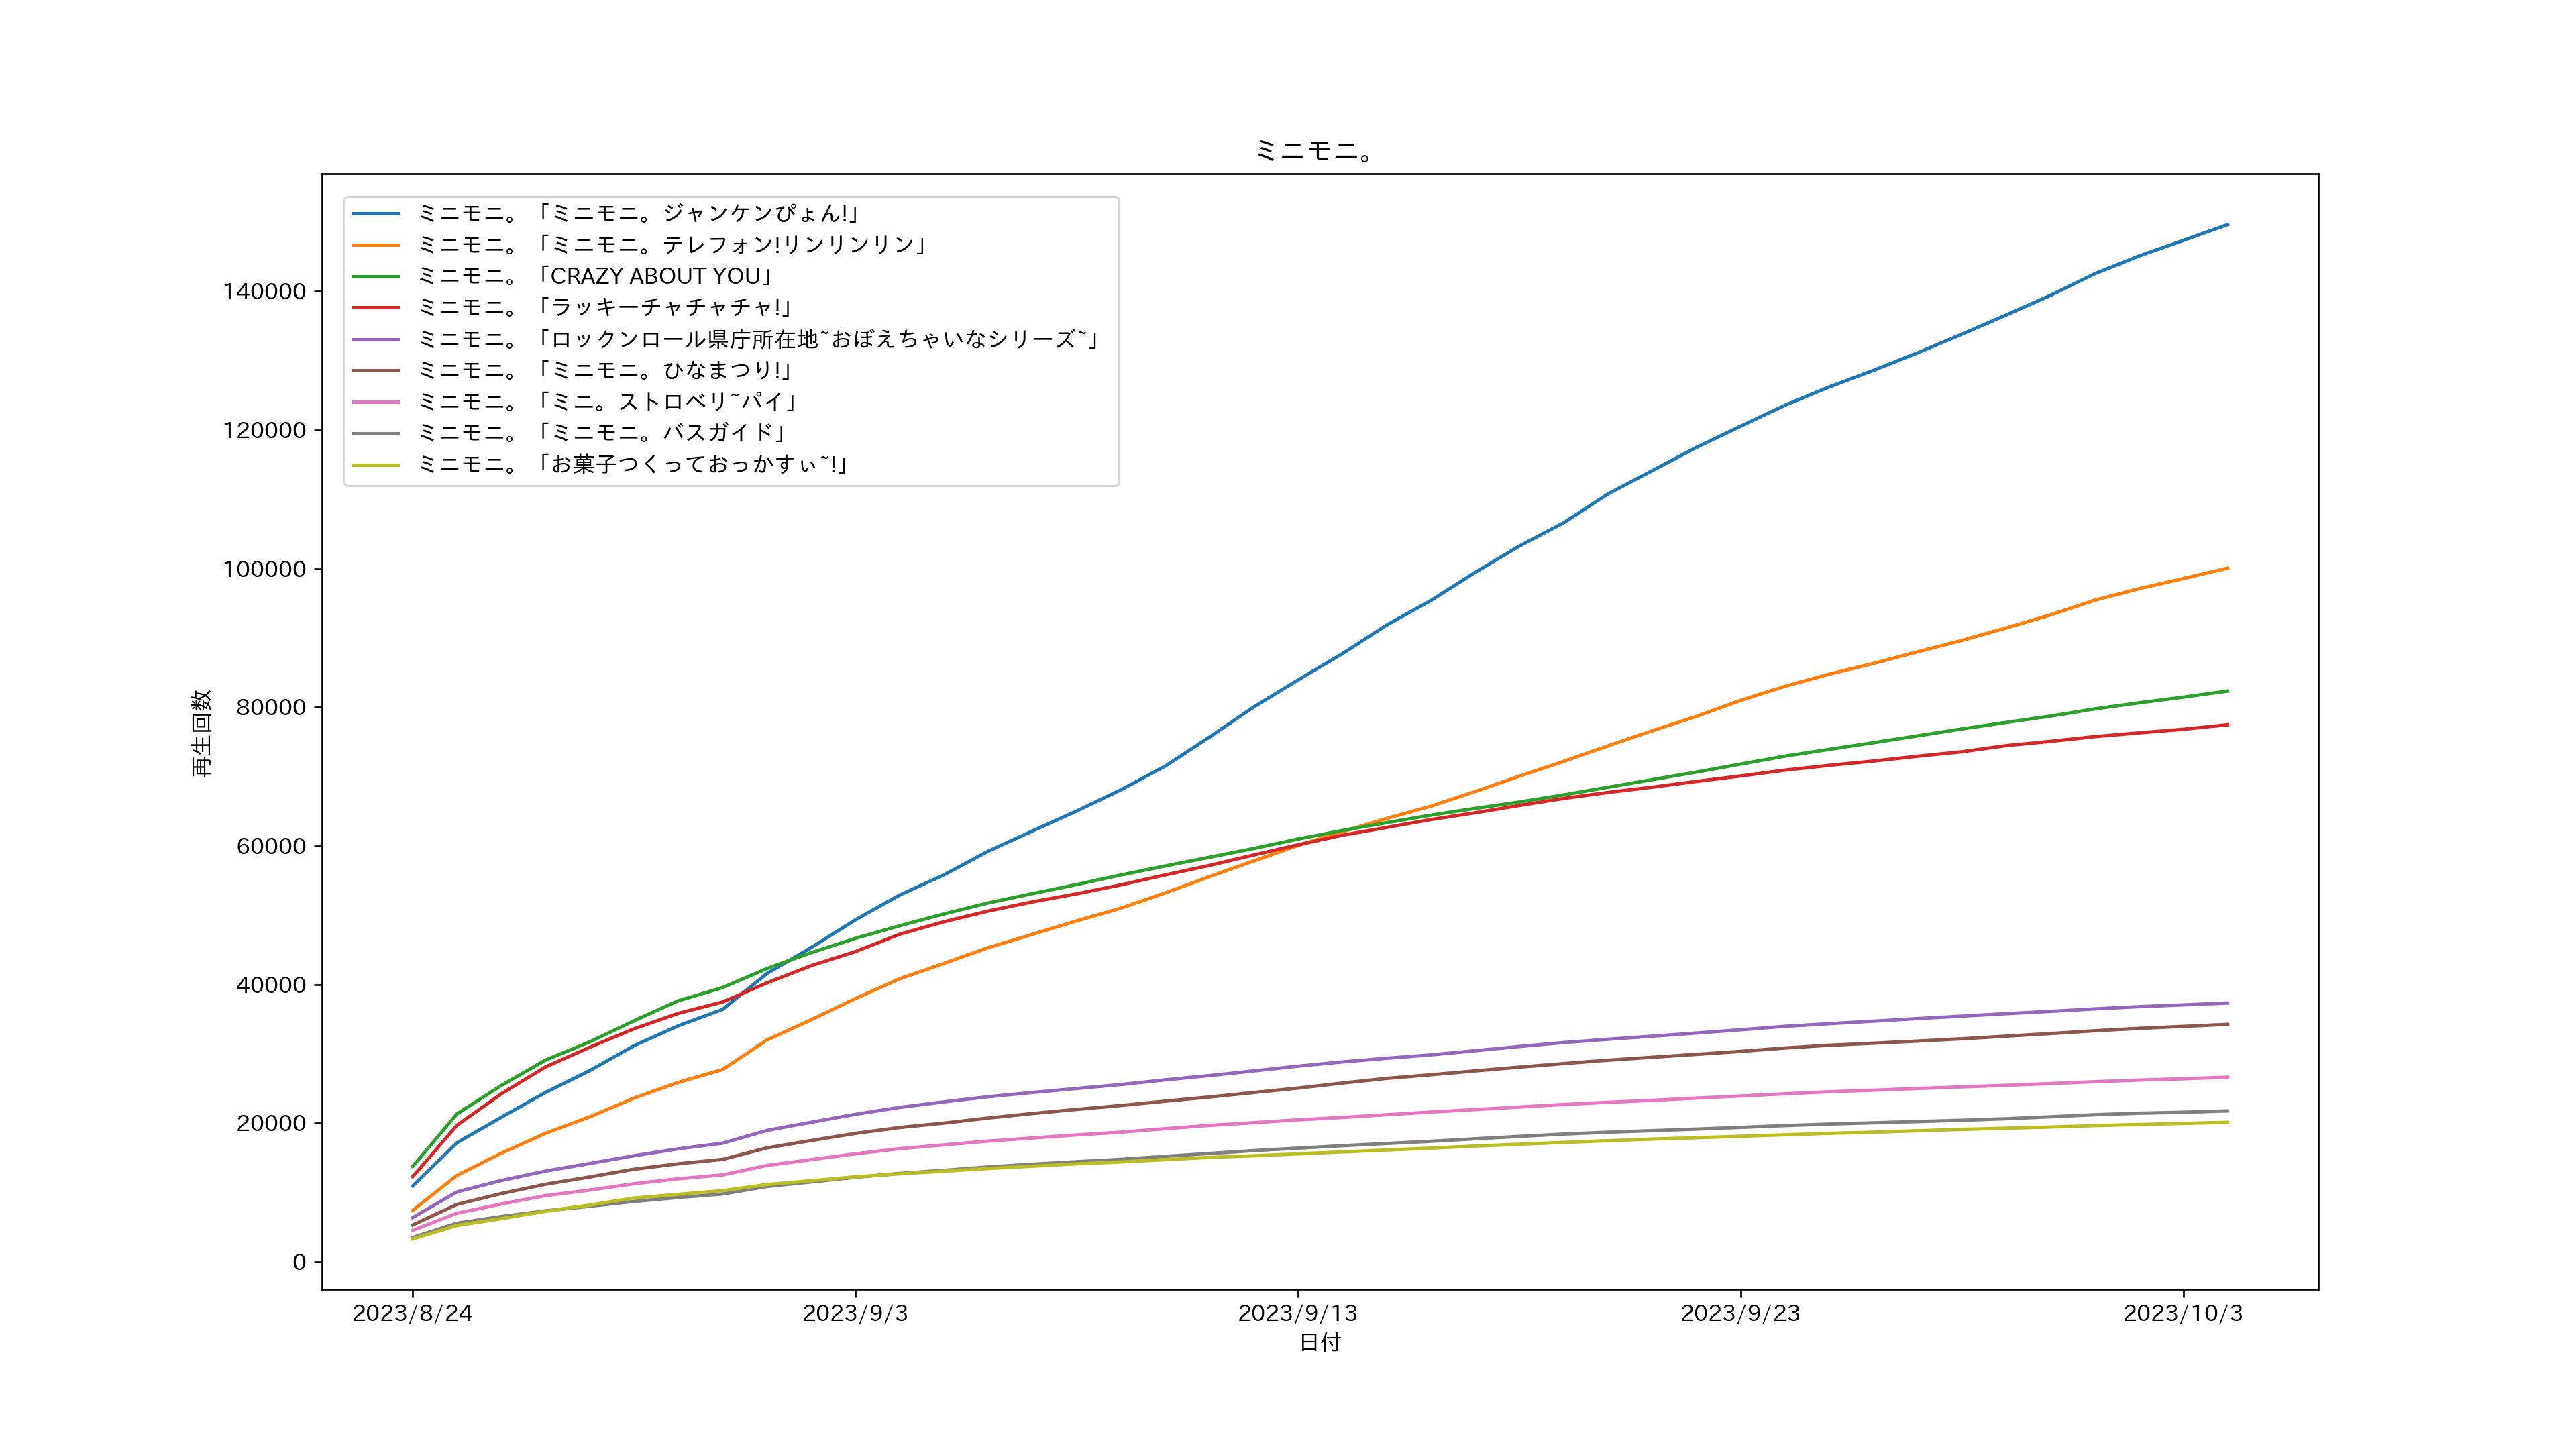 ミニモニ。
ミニモニ。「ミニモニ。ジャンケンぴょん!」
ミニモニ。「ミニモニ。テレフォン!リンリンリン」
ミニモニ。「CRAZY ABOUT YOU」
ミニモニ。「ラッキーチャチャチャ!」
ミニモニ。「ロックンロール県庁所在地~おぼえちゃいなシリーズ~」
ミニモニ。「ミニモニ。ひなまつり!」
ミニモニ。「ミニ。ストロベリ~パイ」
ミニモニ。「ミニモニ。バスガイド」
ミニモニ。「お菓子つくっておっかすぃ~!」
140000
120000
100000
80000
60000
40000
20000
0
再生回数
2023/8/24
2023/9/3
2023/9/13
2023/9/23
2023/10/3
日付